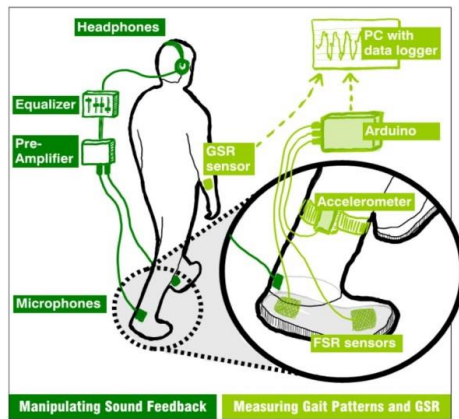 Headphones
PC with
data logger
Equalizer
Pre-
Amplifier
GSR
sensor
Arduino
Accelerometer
Microphones
FSR sensors
Manipulating Sound Feedback
Measuring Gait Patterns and GSR